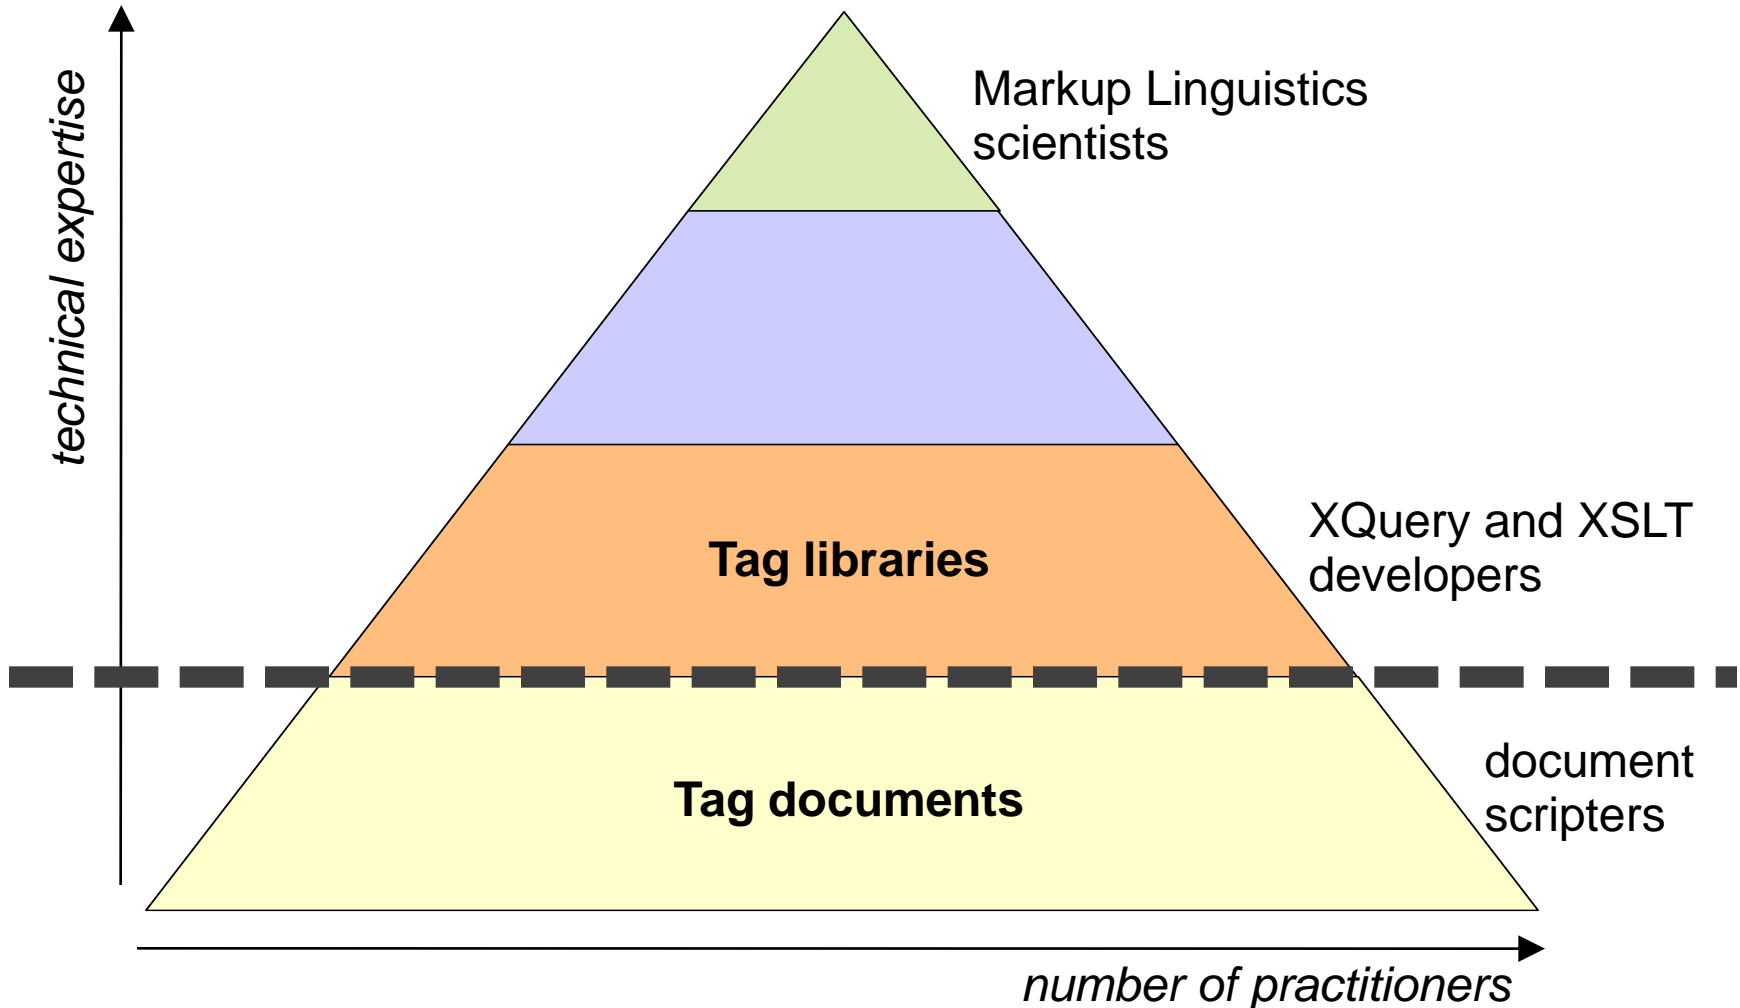 technical expertise
Markup Linguistics
scientists
Tag libraries
XQuery and XSLT
developers
Tag documents
document
scripters
number of practitioners